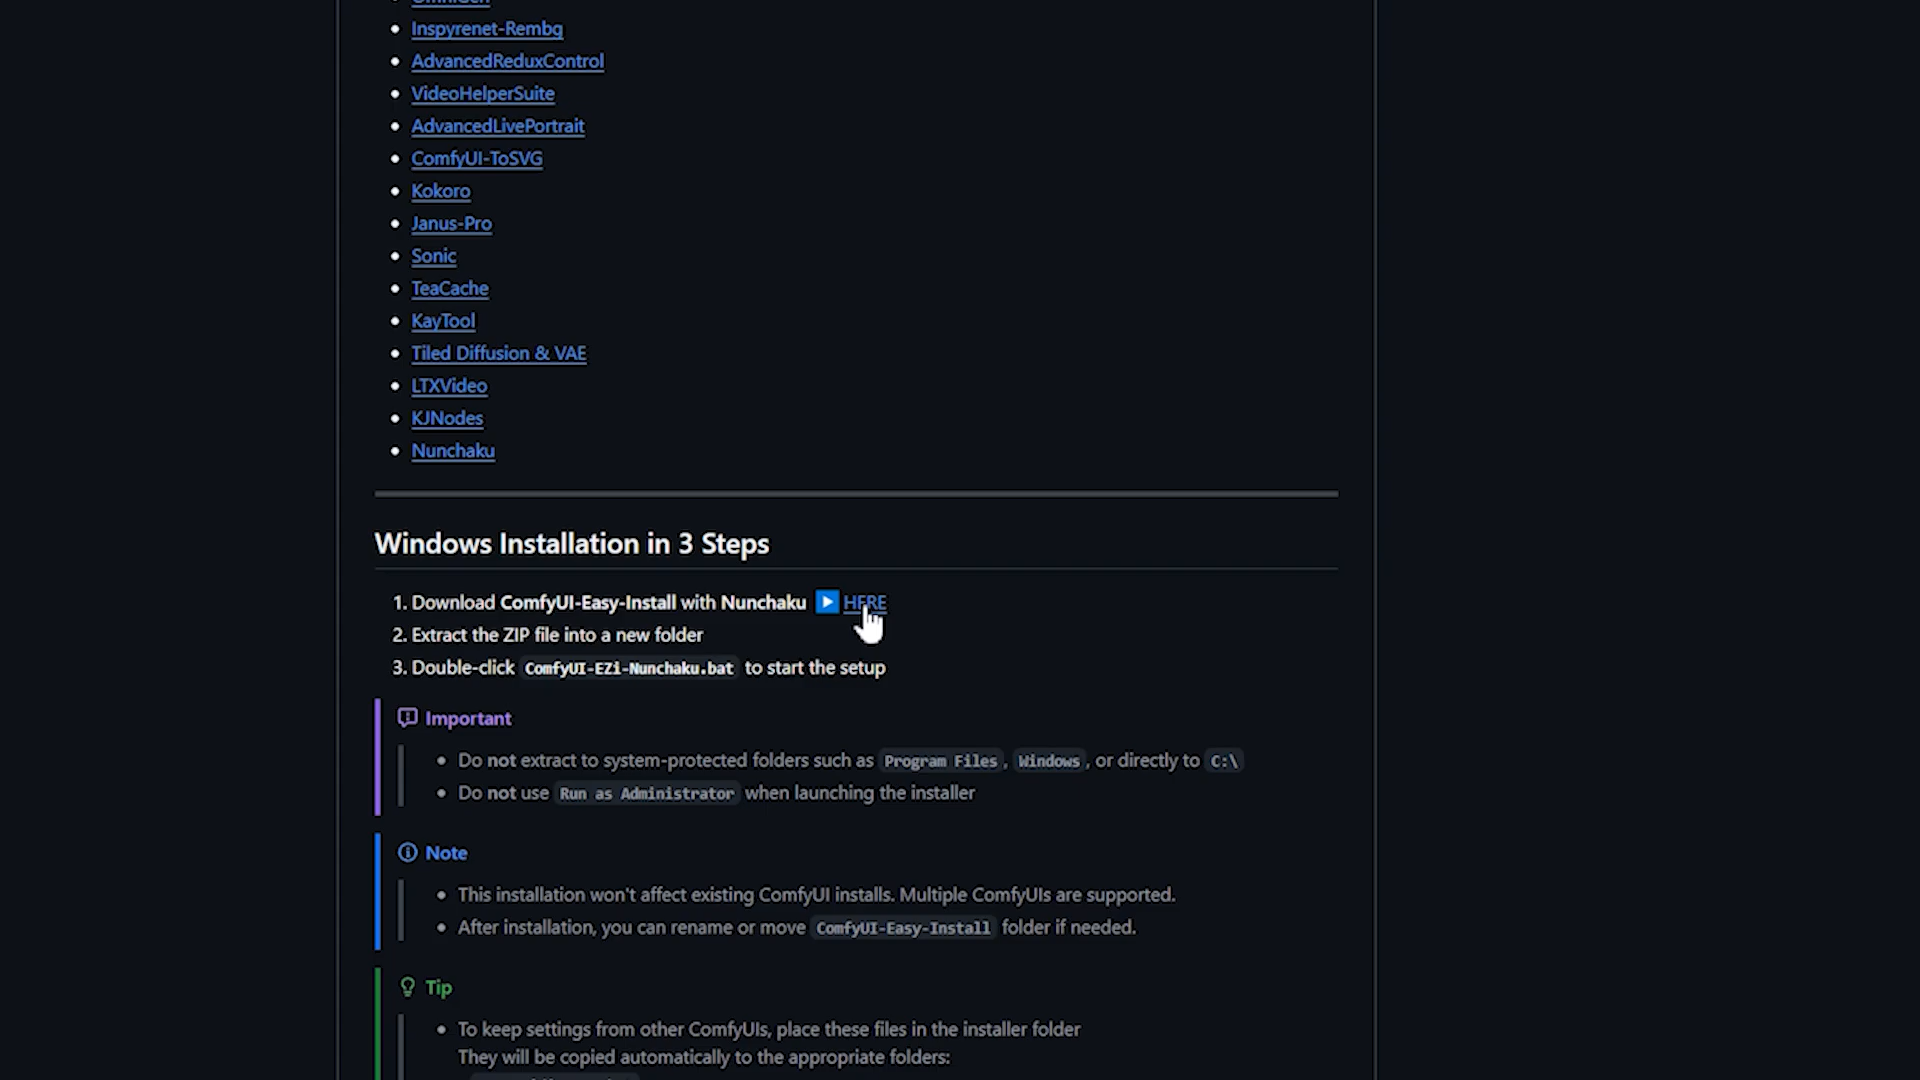 OmniGen
Inspyrenet-Rembg
AdvancedReduxControl
VideoHelperSuite
AdvancedLivePortrait
ComfyUI-ToSVG
Kokoro
Janus-Pro
Sonic
TeaCache
KayTool
Tiled Diffusion & VAE
LTXVideo
KJNodes
Nunchaku
Windows Installation in 3 Steps
1. Download ComfyUI-Easy-Install with Nunchaku ▶️ HERE
2. Extract the ZIP file into a new folder
3. Double-click ComfyUI-EZi-Nunchaku.bat to start the setup
Important
Do not extract to system-protected folders such as Program Files, Windows, or directly to C:\
Do not use Run as Administrator when launching the installer
Note
This installation won't affect existing ComfyUI installs. Multiple ComfyUIs are supported.
After installation, you can rename or move ComfyUI-Easy-Install folder if needed.
Tip
To keep settings from other ComfyUIs, place these files in the installer folder
They will be copied automatically to the appropriate folders: